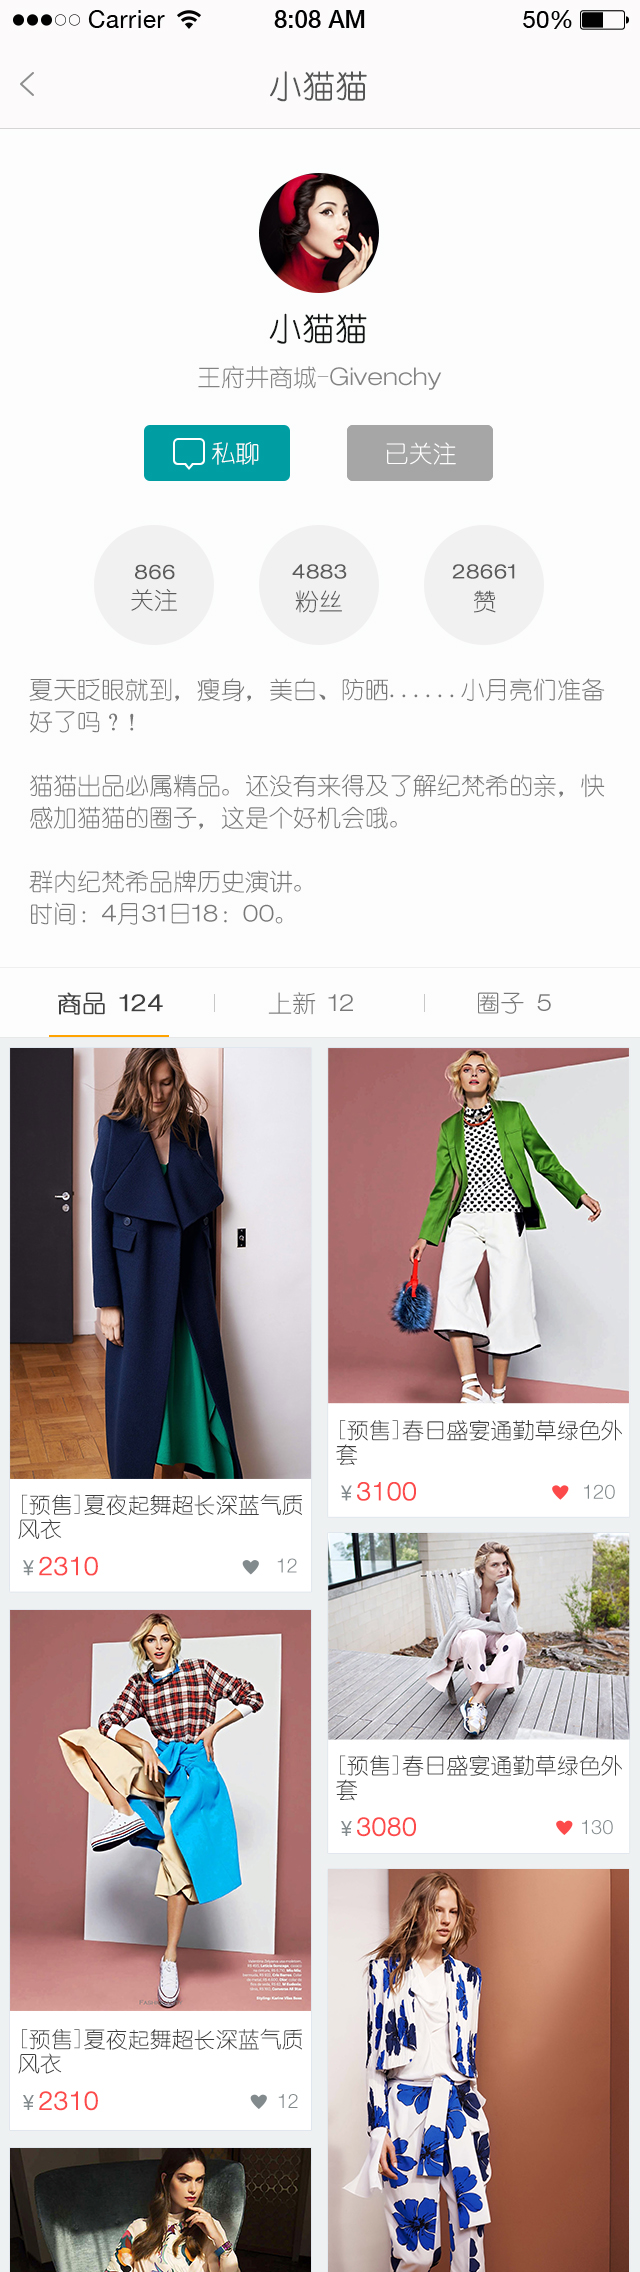 Carrier 8:08 AM 50%
小猫猫
小猫猫
王府井商城-Givenchy
私聊 已关注
866 4883 28661
关注 粉丝 赞
夏天眨眼就到，瘦身，美白、防晒......小月亮们准备
好了吗？！
猫猫出品必属精品。还没有来得及了解纪梵希的亲，快
感加猫猫的圈子，这是个好机会哦。
群内纪梵希品牌历史演讲。
时间：4月31日18：00。
商品 124 上新 12 圈子 5
[预售]夏夜起舞超长深蓝气质
风衣
¥2310 12
[预售]春日盛宴通勤草绿色外
套
¥3100 120
[预售]春日盛宴通勤草绿色外
套
¥3080 130
[预售]夏夜起舞超长深蓝气质
风衣
¥2310 12